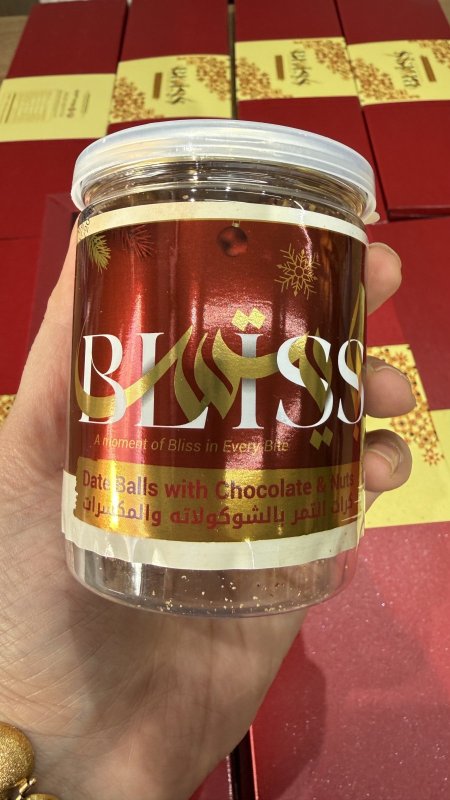 BLISS
بليس
A moment of Bliss in Every Bite
Date Balls with Chocolate & Nuts
كرات التمر بالشوكولاته والمكسرات